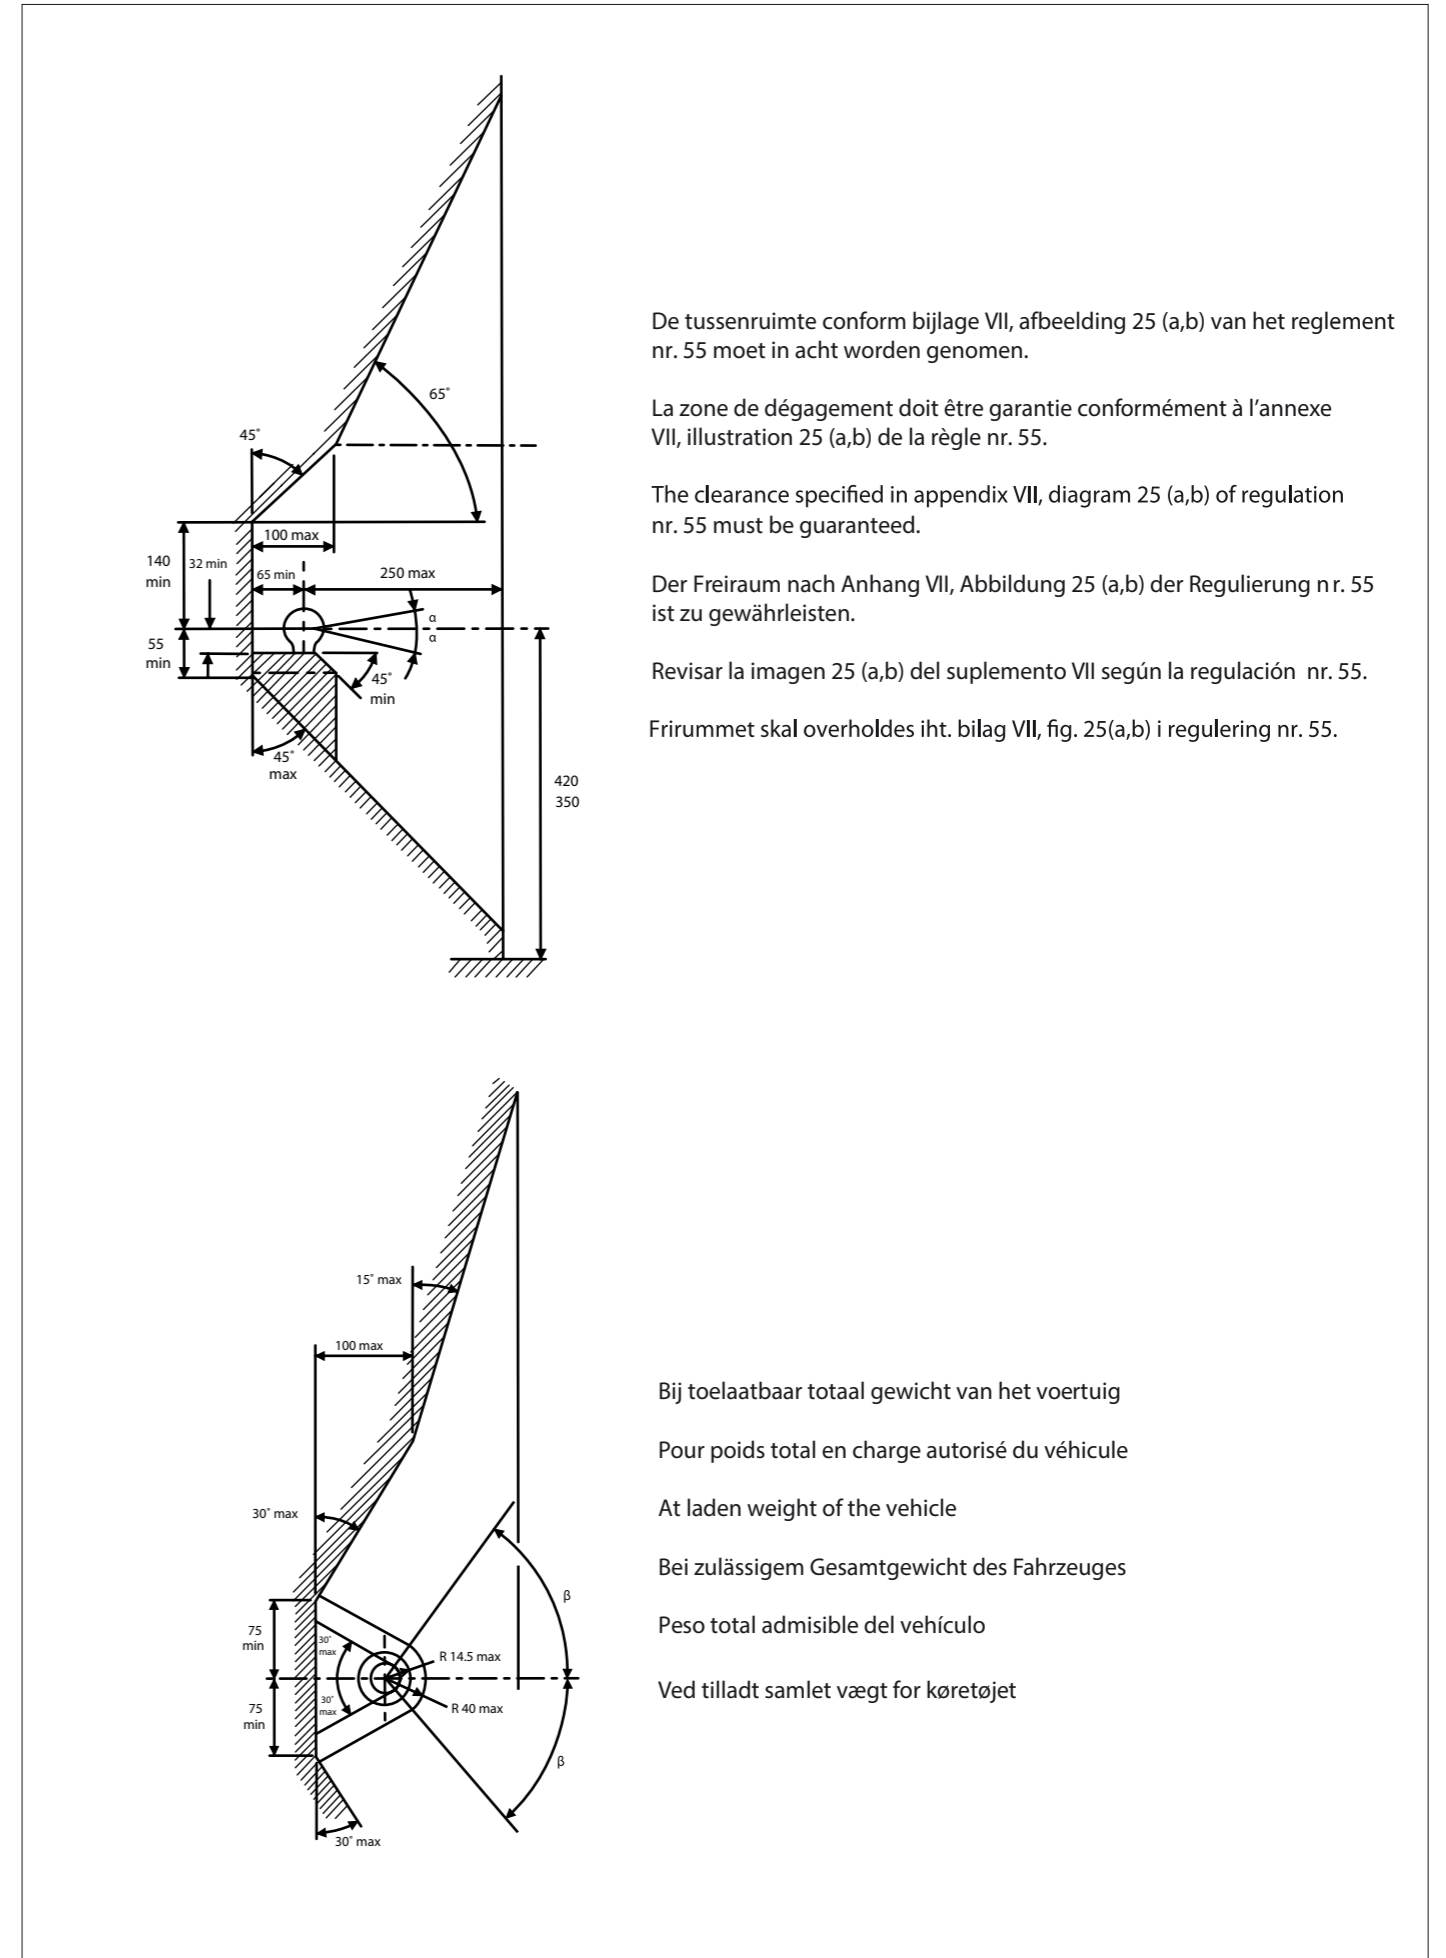 65°
45°
100 max
140
min
32 min
65 min
250 max
α
α
55
min
45°
min
45°
max
420
350
De tussenruimte conform bijlage VII, afbeelding 25 (a,b) van het reglement
nr. 55 moet in acht worden genomen.
La zone de dégagement doit être garantie conformément à l’annexe
VII, illustration 25 (a,b) de la règle nr. 55.
The clearance specified in appendix VII, diagram 25 (a,b) of regulation
nr. 55 must be guaranteed.
Der Freiraum nach Anhang VII, Abbildung 25 (a,b) der Regulierung nr. 55
ist zu gewährleisten.
Revisar la imagen 25 (a,b) del suplemento VII según la regulación nr. 55.
Frirummet skal overholdes iht. bilag VII, fig. 25(a,b) i regulering nr. 55.
15° max
100 max
30° max
β
75
min
30°
max
R 14.5 max
30°
max
R 40 max
75
min
β
30° max
Bij toelaatbaar totaal gewicht van het voertuig
Pour poids total en charge autorisé du véhicule
At laden weight of the vehicle
Bei zulässigem Gesamtgewicht des Fahrzeuges
Peso total admisible del vehículo
Ved tilladt samlet vægt for køretøjet